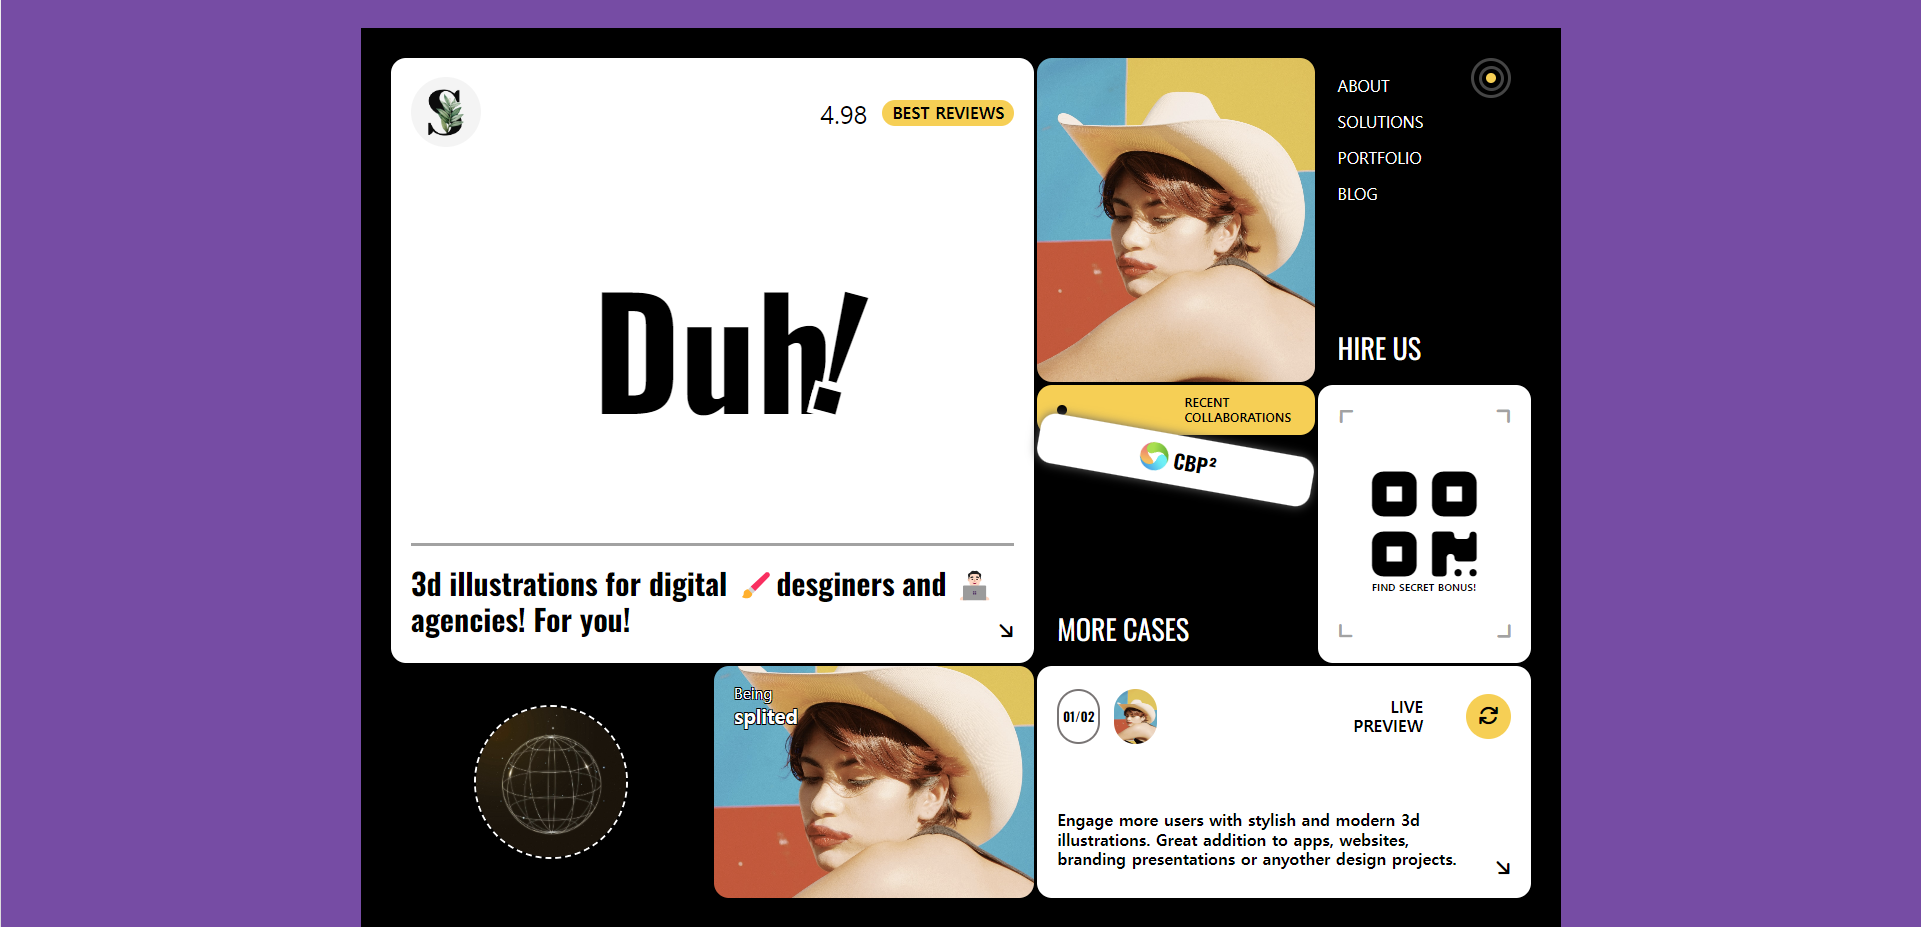 S
4.98
BEST REVIEWS
Duh!
3d illustrations for digital 🖌️ desginers and 👨🏻‍💻
agencies! For you!
ABOUT
SOLUTIONS
PORTFOLIO
BLOG
HIRE US
RECENT
COLLABORATIONS
CBP²
MORE CASES
FIND SECRET BONUS!
Being
splited
01/02
LIVE
PREVIEW
Engage more users with stylish and modern 3d
illustrations. Great addition to apps, websites,
branding presentations or anyother design projects.